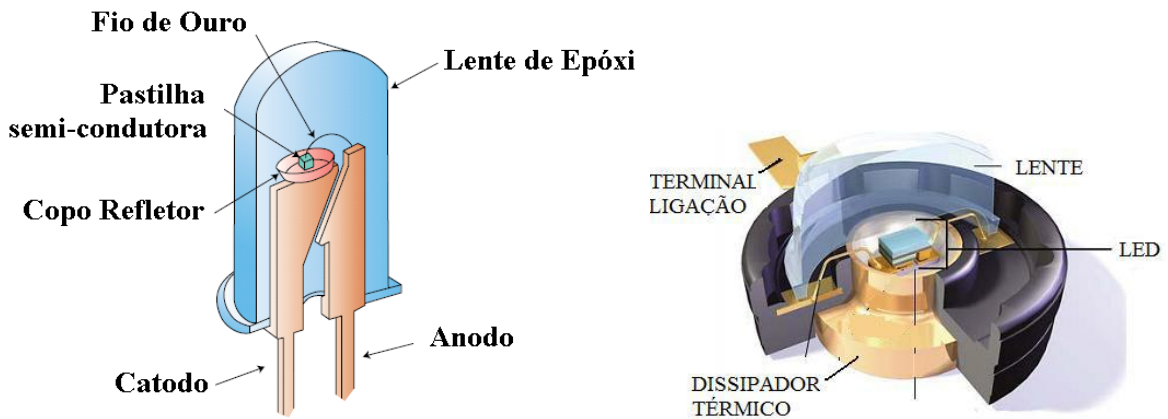 Fio de Ouro
Lente de Epóxi
Pastilha
semi-condutora
Copo Refletor
Anodo
Catodo
TERMINAL
LIGAÇÃO
LENTE
LED
DISSIPADOR
TÉRMICO